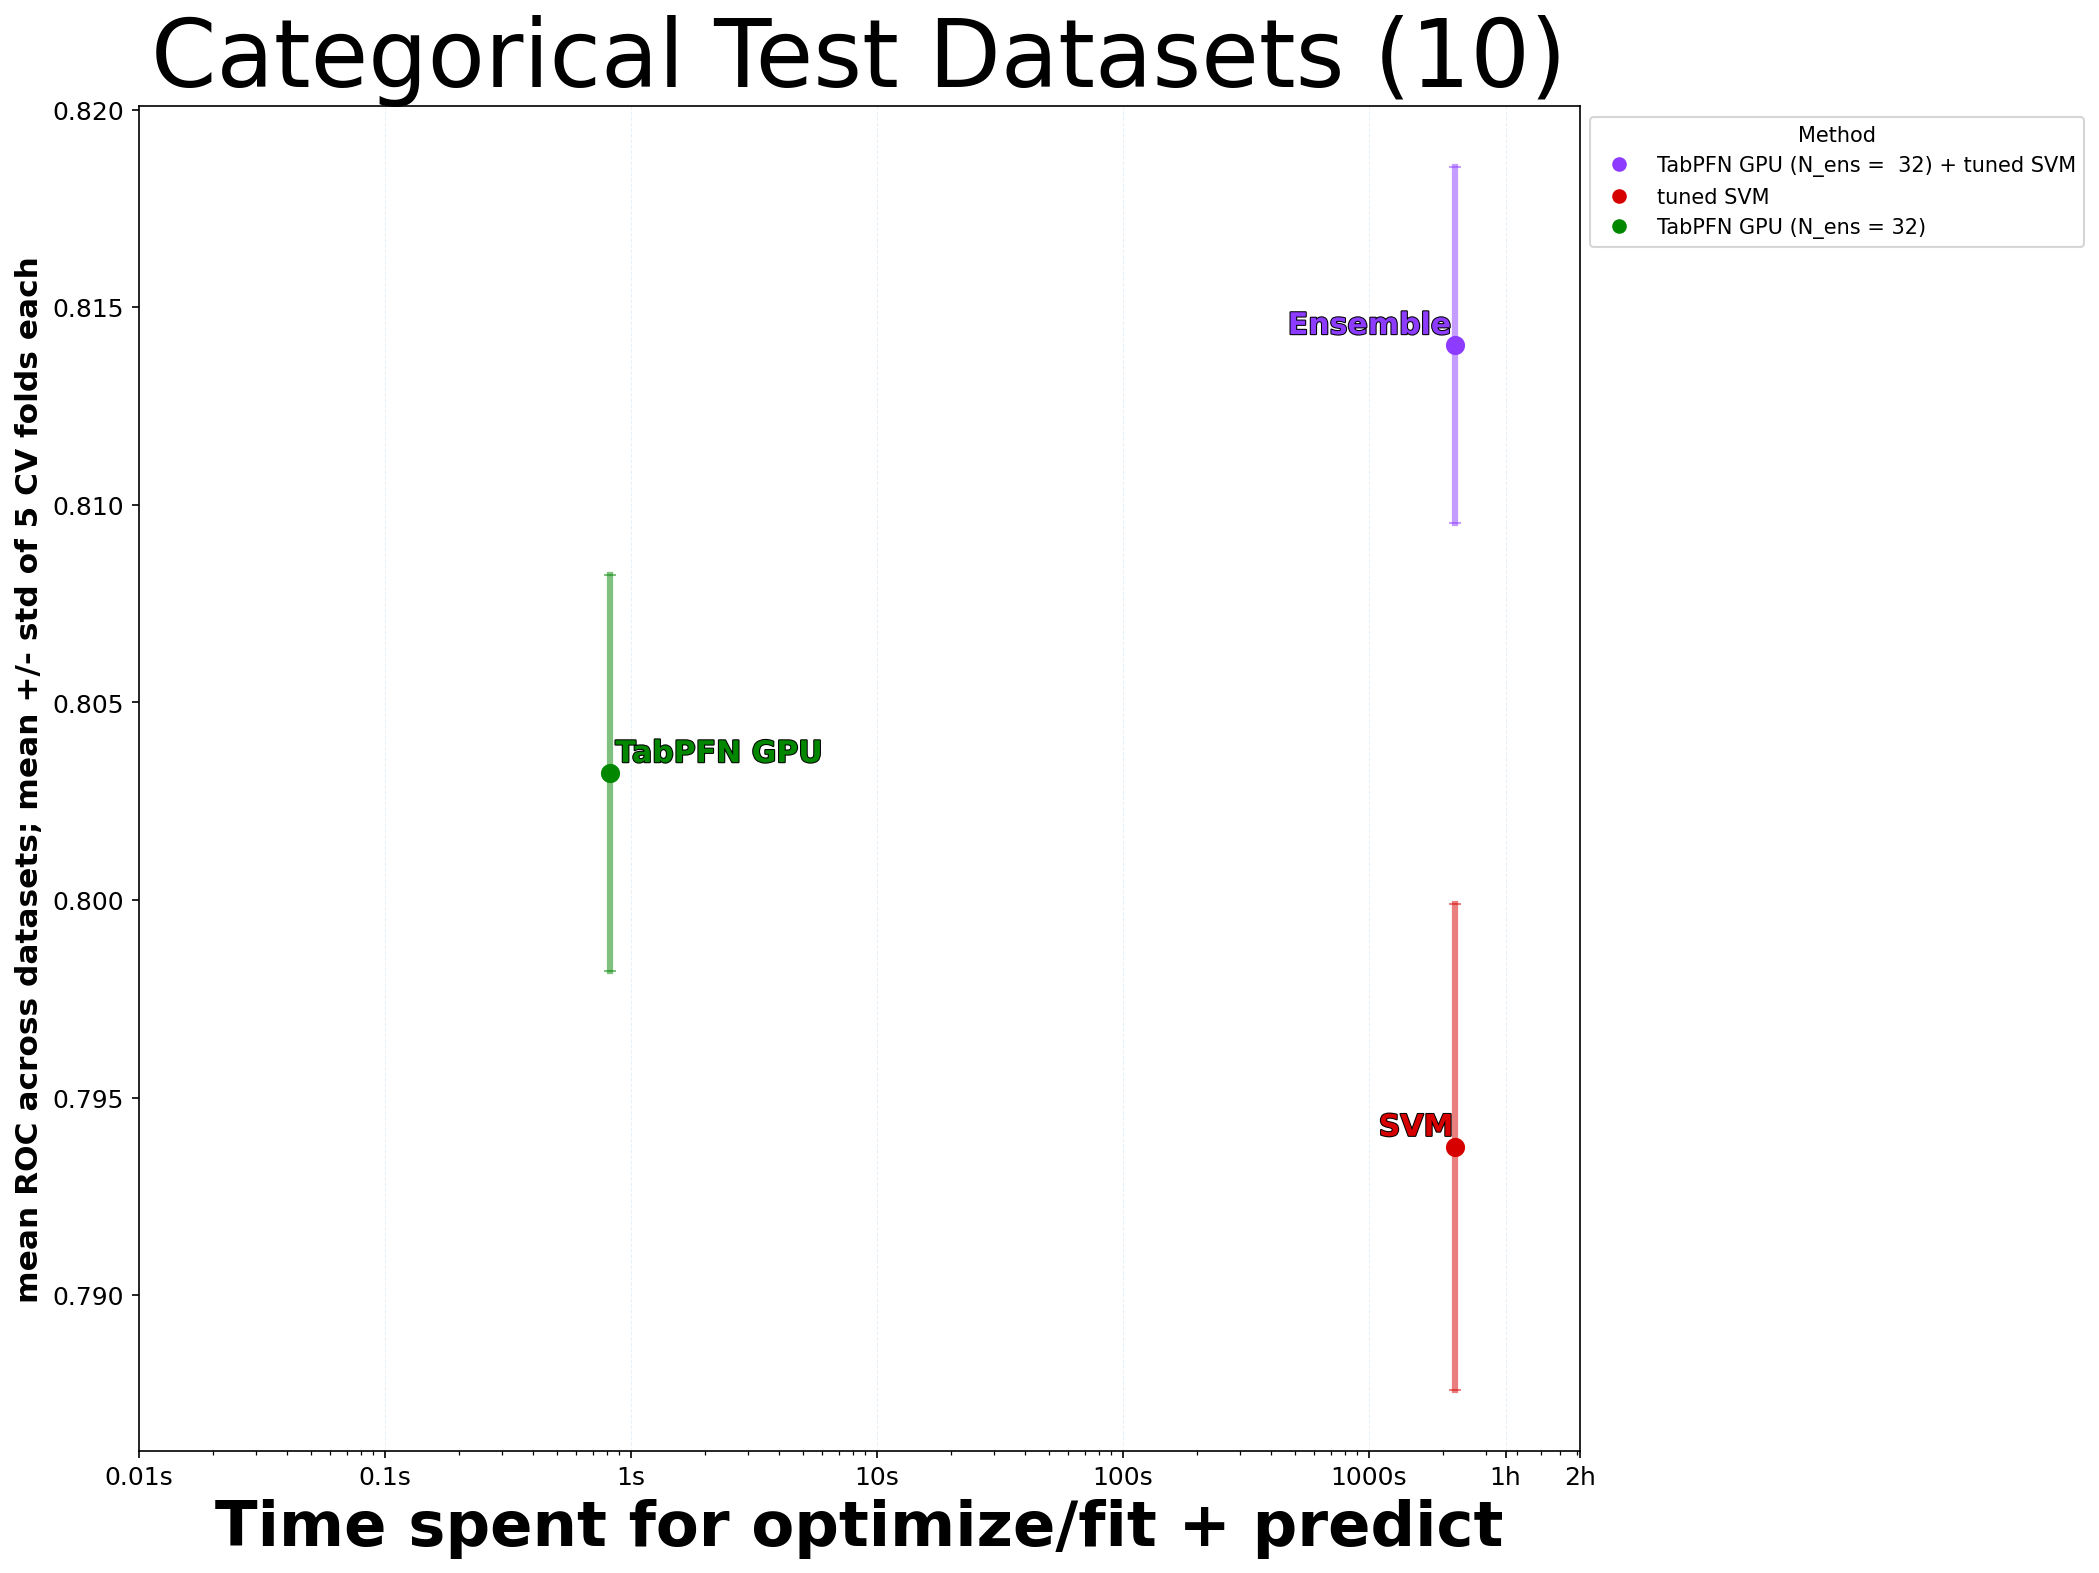 Categorical Test Datasets (10)
mean ROC across datasets; mean +/- std of 5 CV folds each
0.820
0.815
0.810
0.805
0.800
0.795
0.790
Ensemble
TabPFN GPU
SVM
0.01s
0.1s
1s
10s
100s
1000s
1h
2h
Time spent for optimize/fit + predict
Method
TabPFN GPU (N_ens =  32) + tuned SVM
tuned SVM
TabPFN GPU (N_ens = 32)